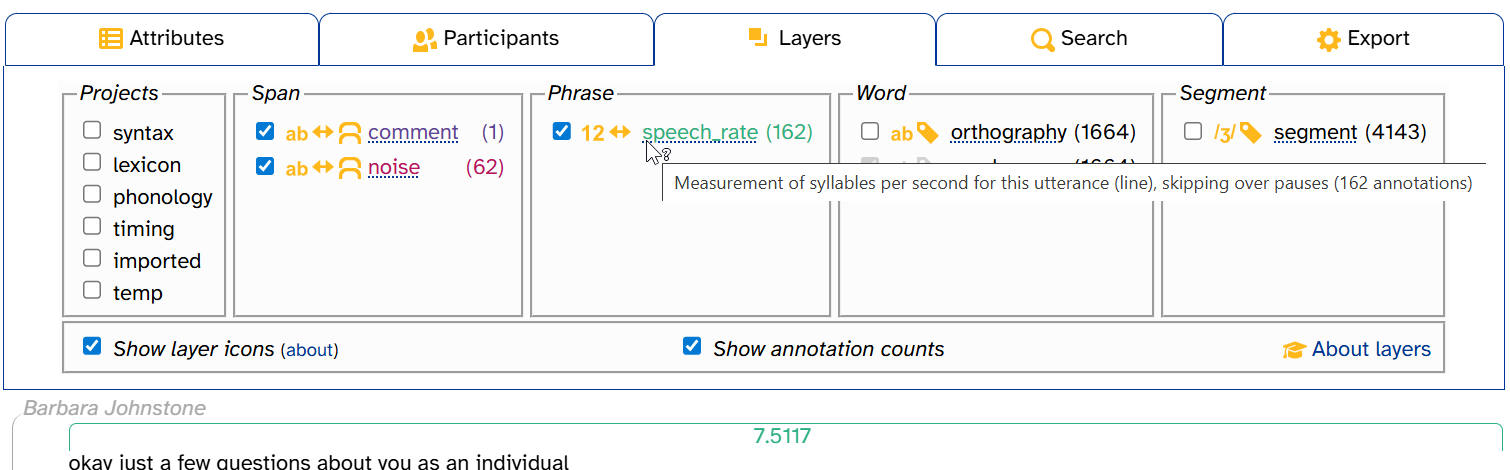 Attributes Participants Layers Search Export
Projects Span Phrase Word Segment
syntax ab comment (1) 12 speech_rate (162) ab orthography (1664) /ʒ/ segment (4143)
lexicon ab noise (62)
Measurement of syllables per second for this utterance (line), skipping over pauses (162 annotations)
phonology
timing
imported
temp
Show layer icons (about) Show annotation counts About layers
Barbara Johnstone
7.5117
okay just a few questions about you as an individual